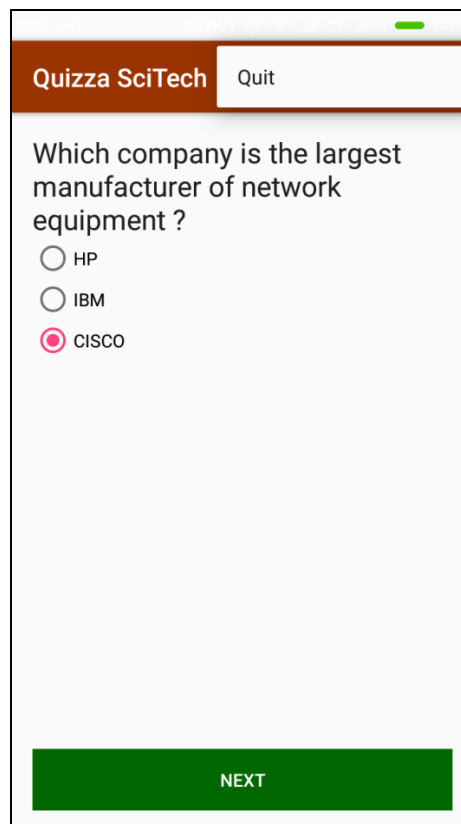 Quizza SciTech
Quit
Which company is the largest
manufacturer of network
equipment ?
HP
IBM
CISCO
NEXT